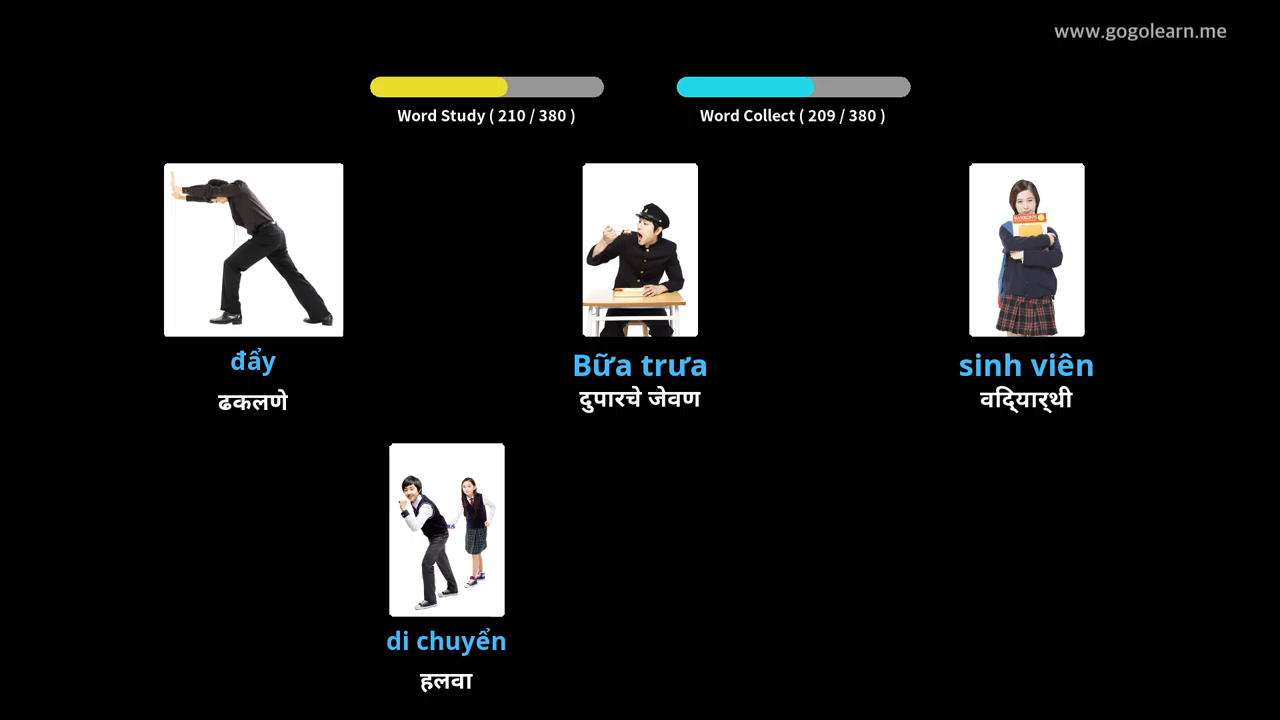 www.gogolearn.me
Word Study ( 210 / 380 )
Word Collect ( 209 / 380 )
đẩy
ढकलणे
Bữa trưa
दुपारचे जेवण
sinh viên
विद्‍यार्‍थी
di chuyển
हलवा